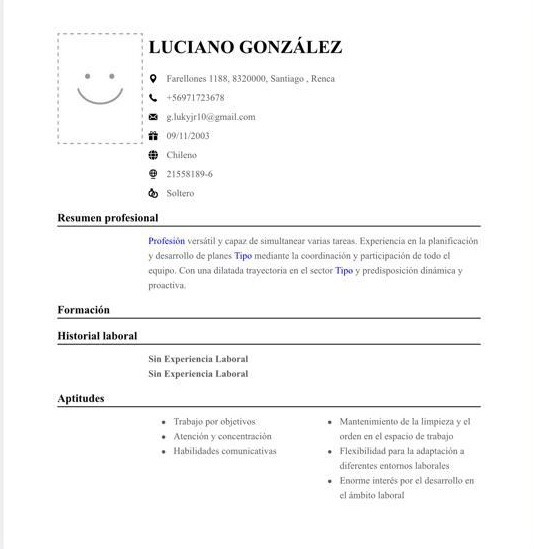 LUCIANO GONZÁLEZ
Farellones 1188, 8320000, Santiago , Renca
+56971723678
g.lukyjr10@gmail.com
09/11/2003
Chileno
21558189-6
Soltero
Resumen profesional
Profesión versátil y capaz de simultanear varias tareas. Experiencia en la planificación
y desarrollo de planes Tipo mediante la coordinación y participación de todo el
equipo. Con una dilatada trayectoria en el sector Tipo y predisposición dinámica y
proactiva.
Formación
Historial laboral
Sin Experiencia Laboral
Sin Experiencia Laboral
Aptitudes
Trabajo por objetivos
Atención y concentración
Habilidades comunicativas
Mantenimiento de la limpieza y el
orden en el espacio de trabajo
Flexibilidad para la adaptación a
diferentes entornos laborales
Enorme interés por el desarrollo en
el ámbito laboral